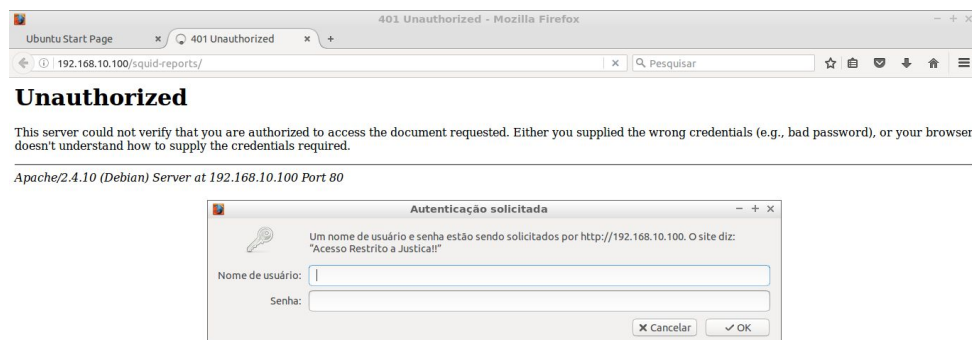 401 Unauthorized - Mozilla Firefox
Ubuntu Start Page
401 Unauthorized
192.168.10.100/squid-reports/
Pesquisar
Unauthorized
This server could not verify that you are authorized to access the document requested. Either you supplied the wrong credentials (e.g., bad password), or your browser
doesn't understand how to supply the credentials required.
Apache/2.4.10 (Debian) Server at 192.168.10.100 Port 80
Autenticação solicitada
Um nome de usuário e senha estão sendo solicitados por http://192.168.10.100. O site diz:
"Acesso Restrito a Justica!!"
Nome de usuário:
Senha:
Cancelar
OK